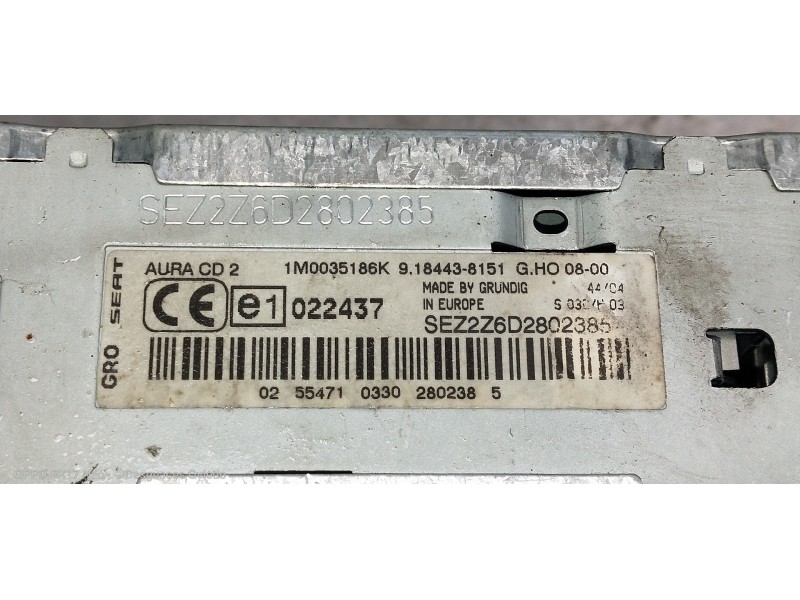 SEZ2Z6D2802385
AURA CD 2 1M0035186K 9.18443-8151 G.HO 08-00
MADE BY GRUNDIG 44/04
IN EUROPE S 03
CE e1 022437
SEZ2Z6D2802385
GRO SEAT
02 55471 0330 280238 5